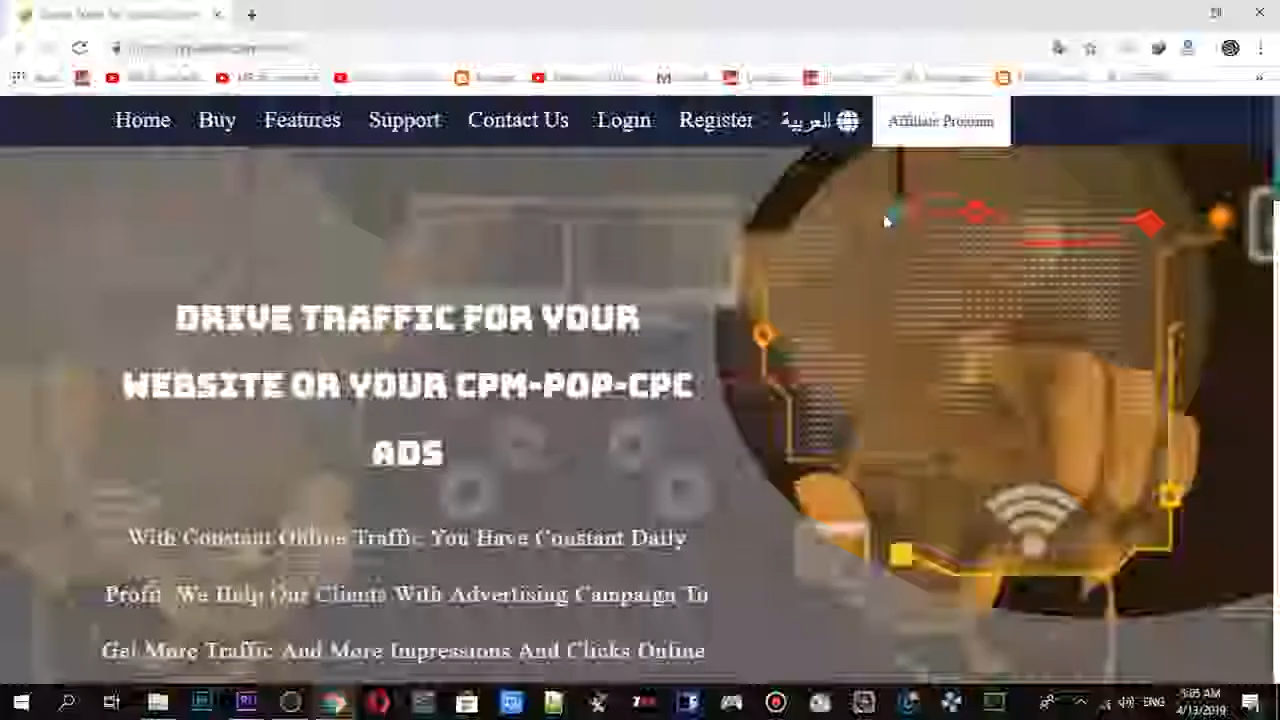 Home Buy Features Support Contact Us Login Register العربية Affiliate Program
DRIVE TRAFFIC FOR YOUR
WEBSITE OR YOUR CPM-POP-CPC
ADS
With Constant Online Traffic You Have Constant Daily
Profit We Help Our Clients With Advertising Campaign To
Get More Traffic And More Impressions And Clicks Online
ENG
5:05 AM
4/13/2019